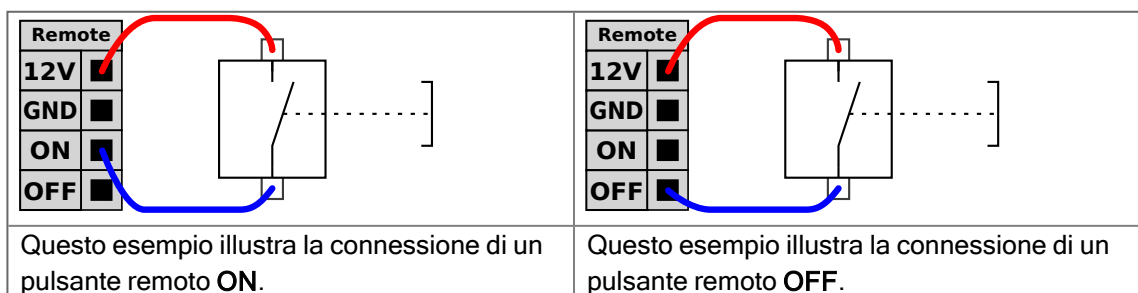 Remote
12V
GND
ON
OFF
Questo esempio illustra la connessione di un
pulsante remoto ON.
Remote
12V
GND
ON
OFF
Questo esempio illustra la connessione di un
pulsante remoto OFF.